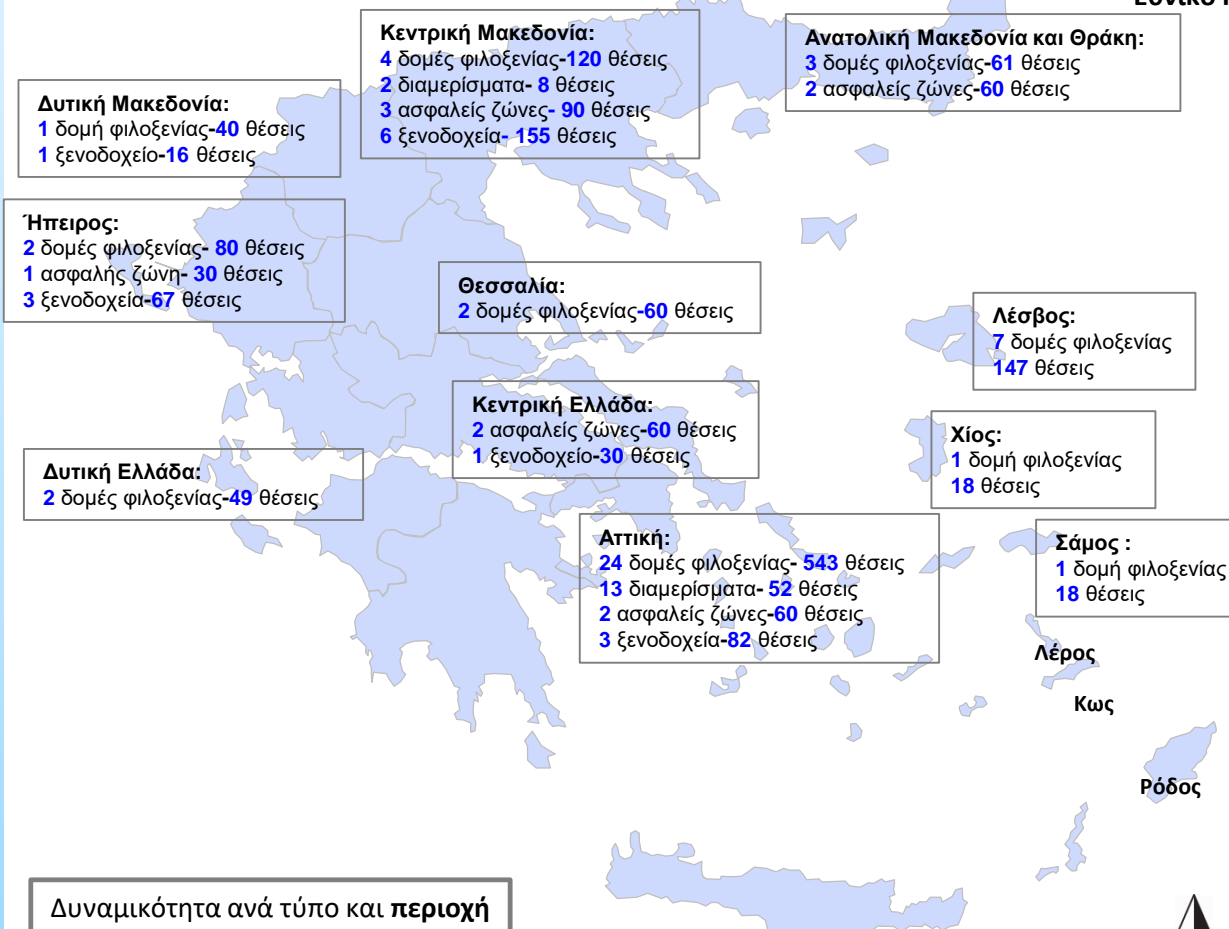 Κεντρική Μακεδονία:
4 δομές φιλοξενίας-120 θέσεις
2 διαμερίσματα- 8 θέσεις
3 ασφαλείς ζώνες- 90 θέσεις
6 ξενοδοχεία- 155 θέσεις
Ανατολική Μακεδονία και Θράκη:
3 δομές φιλοξενίας-61 θέσεις
2 ασφαλείς ζώνες-60 θέσεις
Δυτική Μακεδονία:
1 δομή φιλοξενίας-40 θέσεις
1 ξενοδοχείο-16 θέσεις
Ήπειρος:
2 δομές φιλοξενίας- 80 θέσεις
1 ασφαλής ζώνη- 30 θέσεις
3 ξενοδοχεία-67 θέσεις
Θεσσαλία:
2 δομές φιλοξενίας-60 θέσεις
Λέσβος:
7 δομές φιλοξενίας
147 θέσεις
Κεντρική Ελλάδα:
2 ασφαλείς ζώνες-60 θέσεις
1 ξενοδοχείο-30 θέσεις
Χίος:
1 δομή φιλοξενίας
18 θέσεις
Δυτική Ελλάδα:
2 δομές φιλοξενίας-49 θέσεις
Αττική:
24 δομές φιλοξενίας- 543 θέσεις
13 διαμερίσματα- 52 θέσεις
2 ασφαλείς ζώνες-60 θέσεις
3 ξενοδοχεία-82 θέσεις
Σάμος :
1 δομή φιλοξενίας
18 θέσεις
Λέρος
Κως
Ρόδος
Δυναμικότητα ανά τύπο και περιοχή